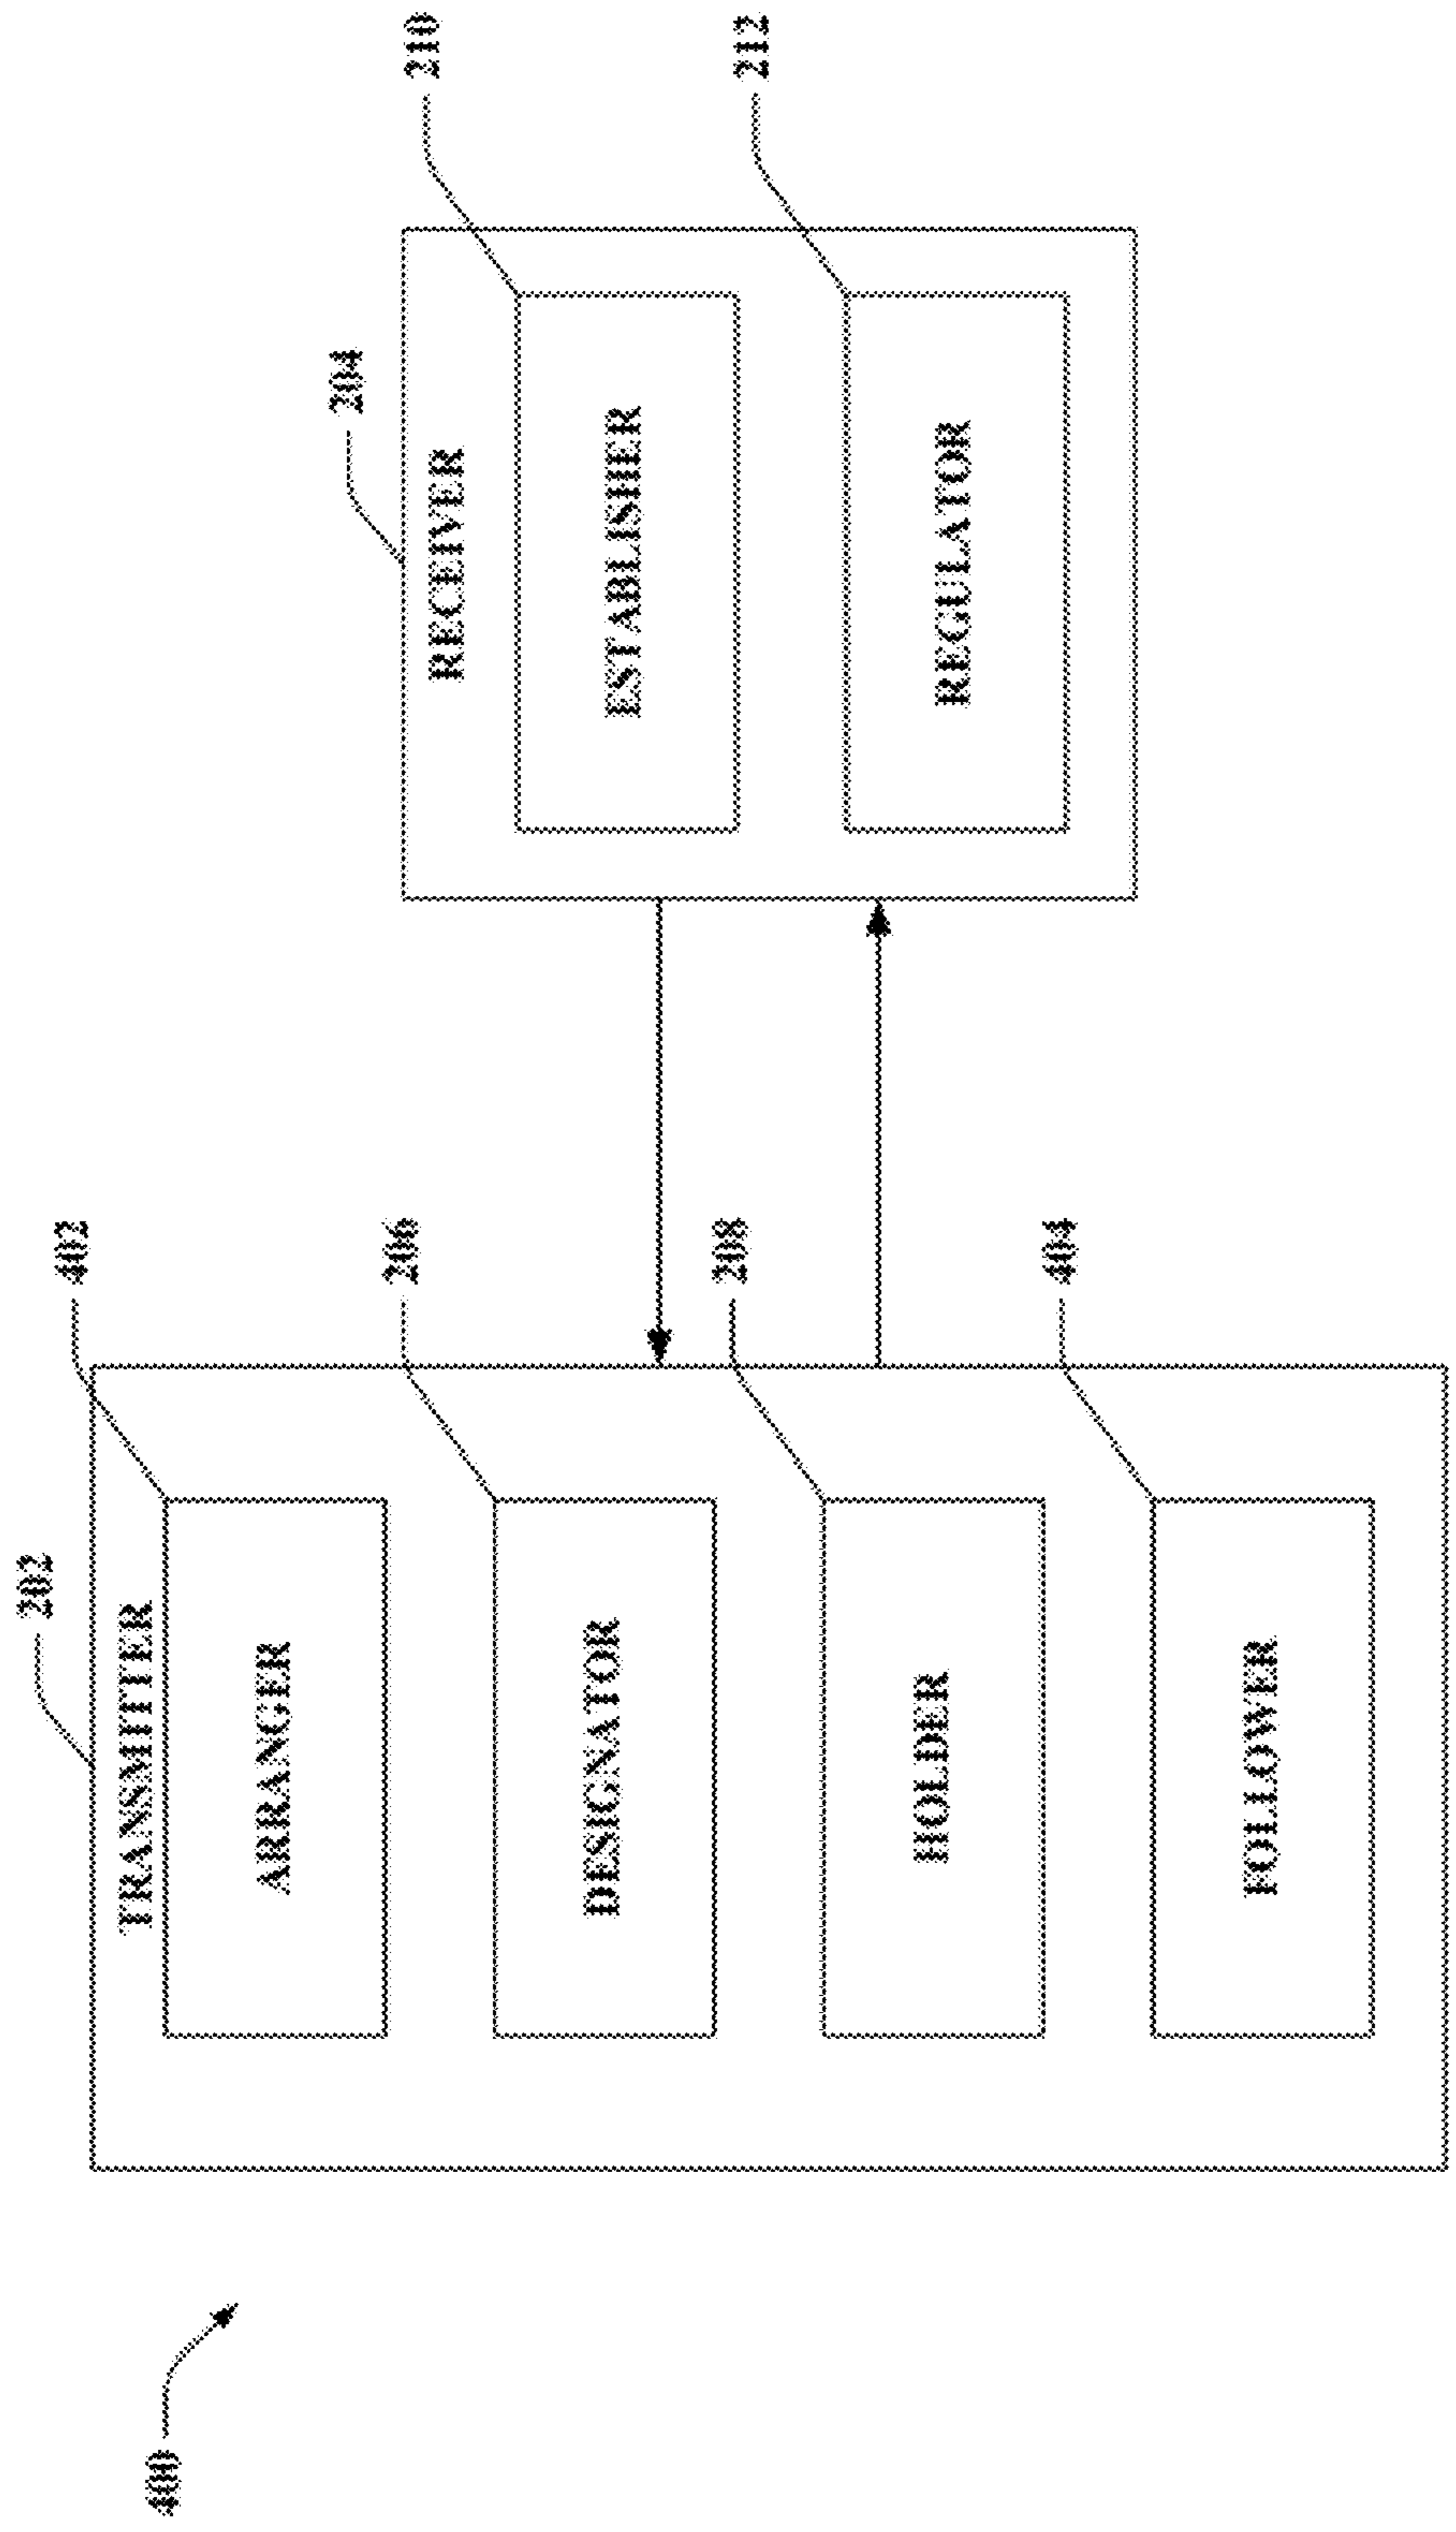 400
202
TRANSMITTER
402
ARRANGER
206
DESIGNATOR
208
HOLDER
404
FOLLOWER
204
RECEIVER
210
ESTABLISHER
212
REGULATOR